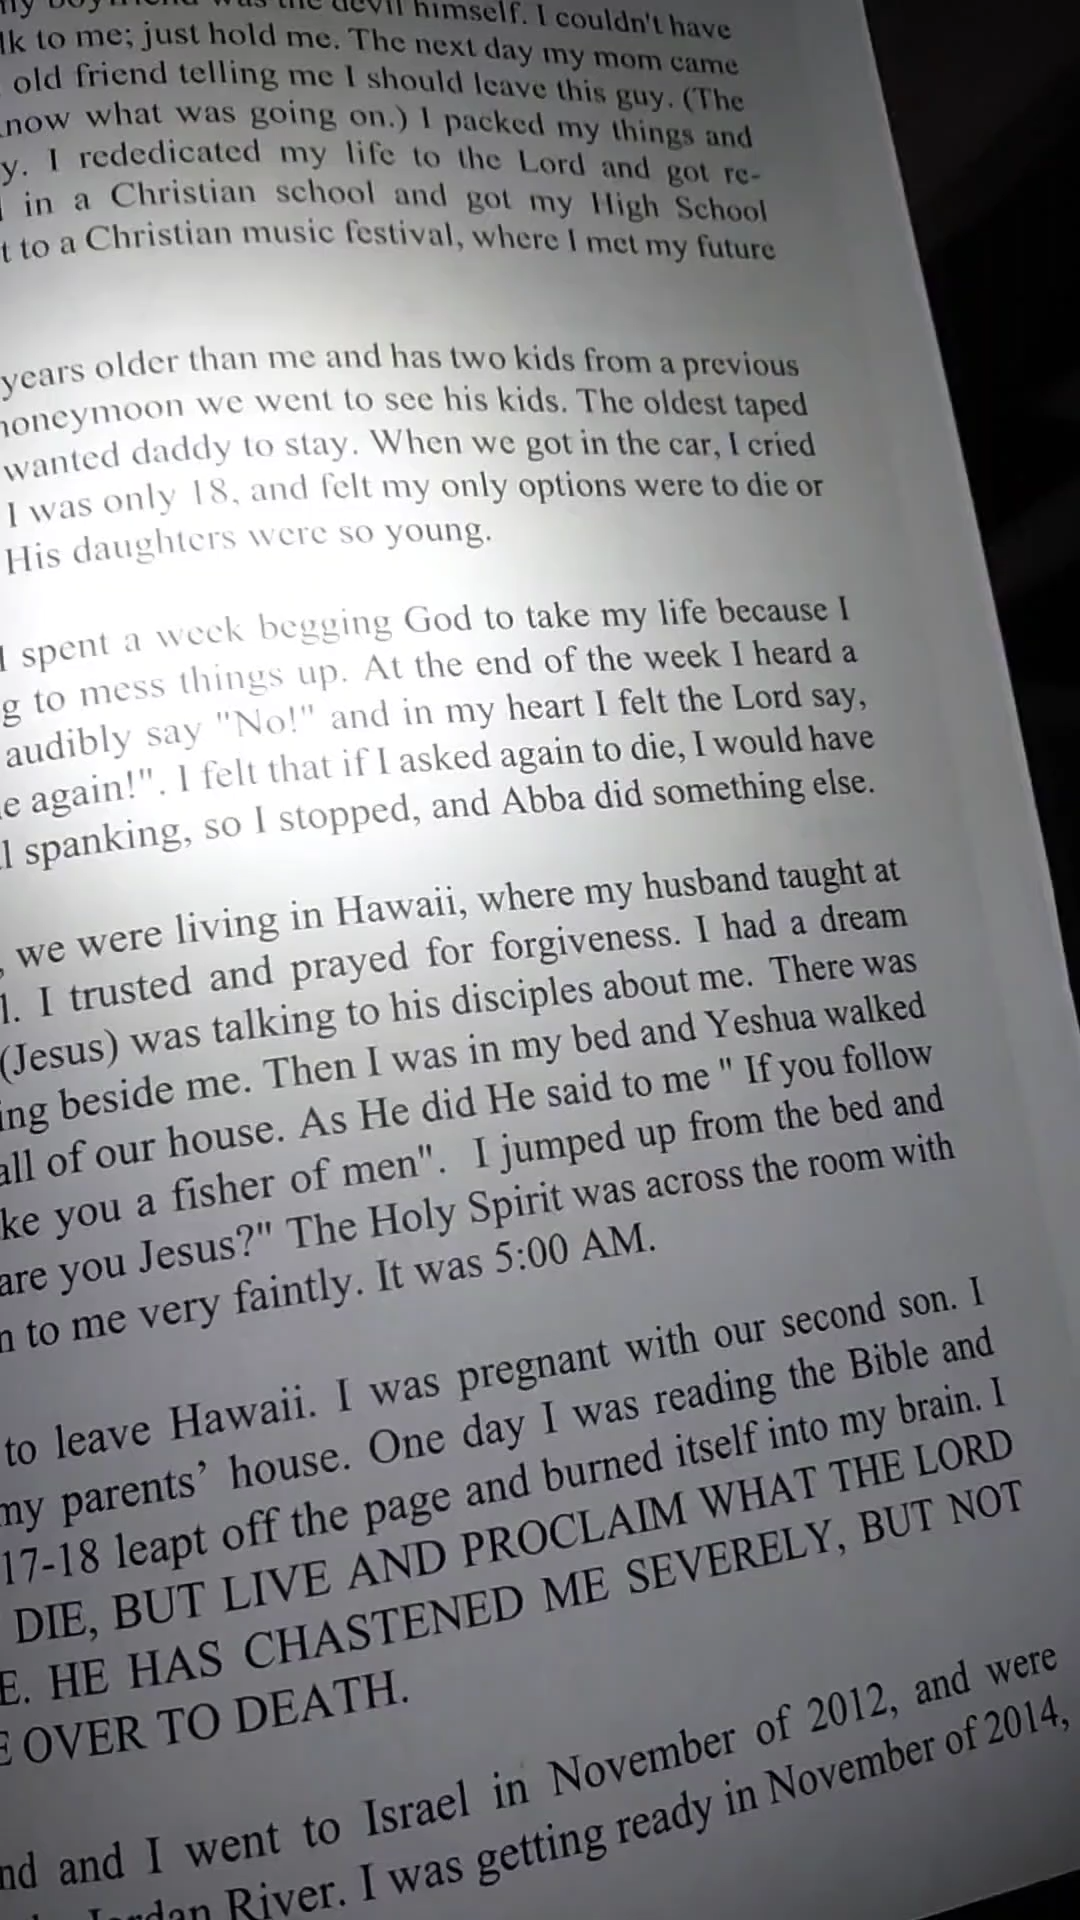 my boyfriend was the devil himself. I couldn't have
lk to me; just hold me. The next day my mom came
old friend telling me I should leave this guy. (The
now what was going on.) I packed my things and
y. I rededicated my life to the Lord and got re-
in a Christian school and got my High School
t to a Christian music festival, where I met my future
years older than me and has two kids from a previous
honeymoon we went to see his kids. The oldest taped
wanted daddy to stay. When we got in the car, I cried
I was only 18, and felt my only options were to die or
His daughters were so young.
I spent a week begging God to take my life because I
g to mess things up. At the end of the week I heard a
audibly say "No!" and in my heart I felt the Lord say,
e again!". I felt that if I asked again to die, I would have
l spanking, so I stopped, and Abba did something else.
, we were living in Hawaii, where my husband taught at
l. I trusted and prayed for forgiveness. I had a dream
(Jesus) was talking to his disciples about me. There was
ing beside me. Then I was in my bed and Yeshua walked
all of our house. As He did He said to me " If you follow
ke you a fisher of men". I jumped up from the bed and
are you Jesus?" The Holy Spirit was across the room with
n to me very faintly. It was 5:00 AM.
to leave Hawaii. I was pregnant with our second son. I
my parents’ house. One day I was reading the Bible and
17-18 leapt off the page and burned itself into my brain. I
DIE, BUT LIVE AND PROCLAIM WHAT THE LORD
E. HE HAS CHASTENED ME SEVERELY, BUT NOT
E OVER TO DEATH.
nd and I went to Israel in November of 2012, and were
Jordan River. I was getting ready in November of 2014,